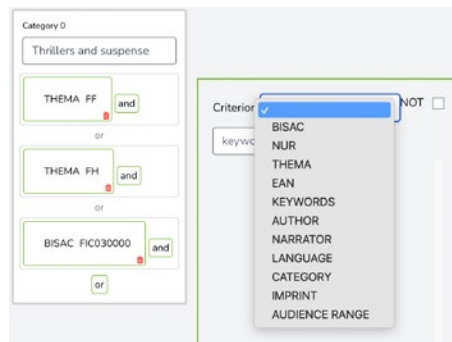 Category 0
Thrillers and suspense
THEMA FF
and
or
THEMA FH
and
or
BISAC FIC030000
and
or
Criterion
NOT
BISAC
NUR
THEMA
EAN
KEYWORDS
AUTHOR
NARRATOR
LANGUAGE
CATEGORY
IMPRINT
AUDIENCE RANGE